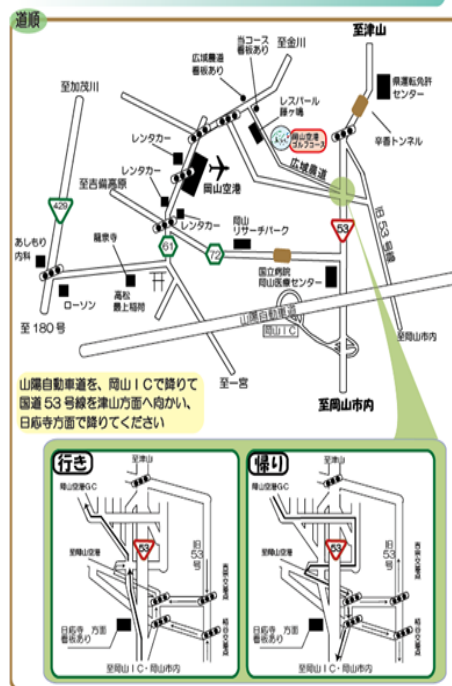 道順
至津山
至金川
当コース
看板あり
広域農道
看板あり
至加茂川
レスパール
藤ヶ鳴
県運転免許
センター
岡山空港
ゴルフコース
レンタカー
辛香トンネル
広域農道
レンタカー
岡山空港
至吉備高原
429
レンタカー
岡山
リサーチパーク
53
旧53号線
あしもり
内科
龍泉寺
61
72
国立病院
岡山医療センター
ローソン
高松
最上稲荷
山陽自動車道
岡山IC
至180号
至岡山市内
至一宮
至岡山市内
山陽自動車道を、岡山ICで降りて
国道53号線を津山方面へ向かい、
日応寺方面で降りてください
行き
至津山
岡山空港GC
53
旧53号
至岡山空港
日応寺 方面
看板あり
至岡山IC・岡山市内
帰り
至津山
岡山空港GC
53
旧53号
至岡山空港
日応寺 方面
看板あり
至岡山IC・岡山市内